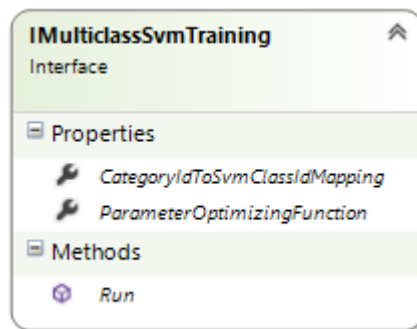 IMulticlassSvmTraining
Interface
Properties
CategoryIdToSvmClassIdMapping
ParameterOptimizingFunction
Methods
Run